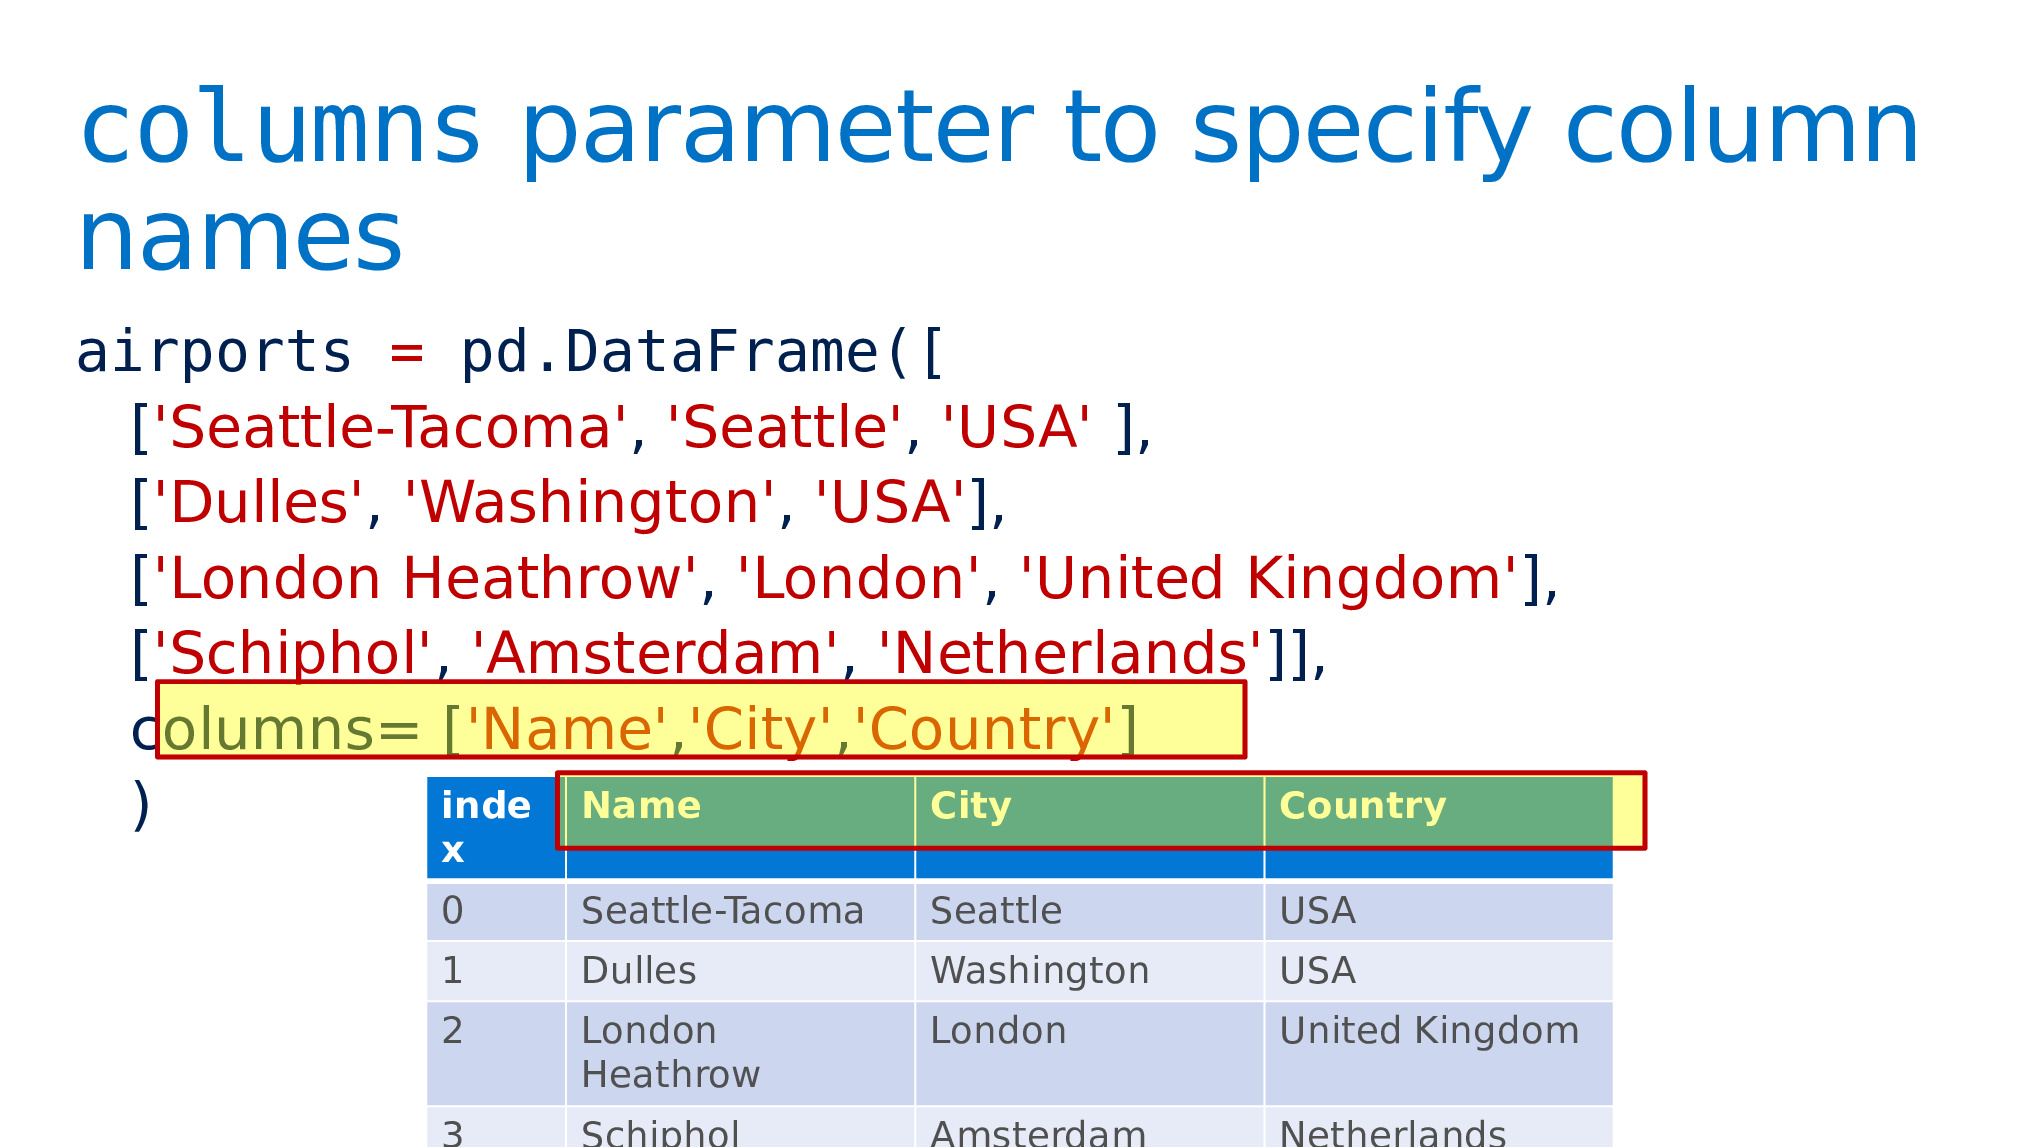 columns parameter to specify column
names
airports = pd.DataFrame([
['Seattle-Tacoma', 'Seattle', 'USA' ],
['Dulles', 'Washington', 'USA'],
['London Heathrow', 'London', 'United Kingdom'],
['Schiphol', 'Amsterdam', 'Netherlands']],
columns= ['Name','City','Country']
)
inde
x Name City Country
0 Seattle-Tacoma Seattle USA
1 Dulles Washington USA
2 London
Heathrow London United Kingdom
3 Schiphol Amsterdam Netherlands